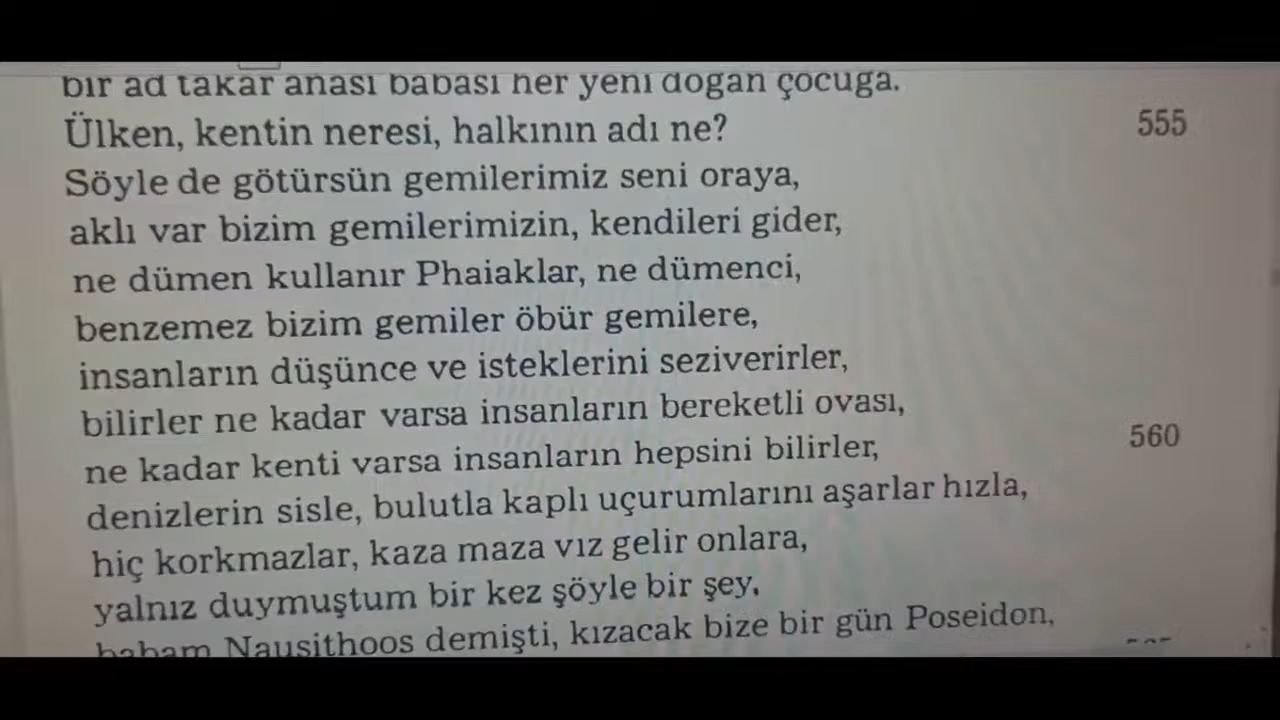 bir ad takar anası babası her yeni doğan çocuğa.
Ülken, kentin neresi, halkının adı ne?
555
Söyle de götürsün gemilerimiz seni oraya,
aklı var bizim gemilerimizin, kendileri gider,
ne dümen kullanır Phaiaklar, ne dümenci,
benzemez bizim gemiler öbür gemilere,
insanların düşünce ve isteklerini seziverirler,
bilirler ne kadar varsa insanların bereketli ovası,
560
ne kadar kenti varsa insanların hepsini bilirler,
denizlerin sisle, bulutla kaplı uçurumlarını aşarlar hızla,
hiç korkmazlar, kaza maza vız gelir onlara,
yalnız duymuştum bir kez şöyle bir şey,
babam Nausithoos demişti, kızacak bize bir gün Poseidon,